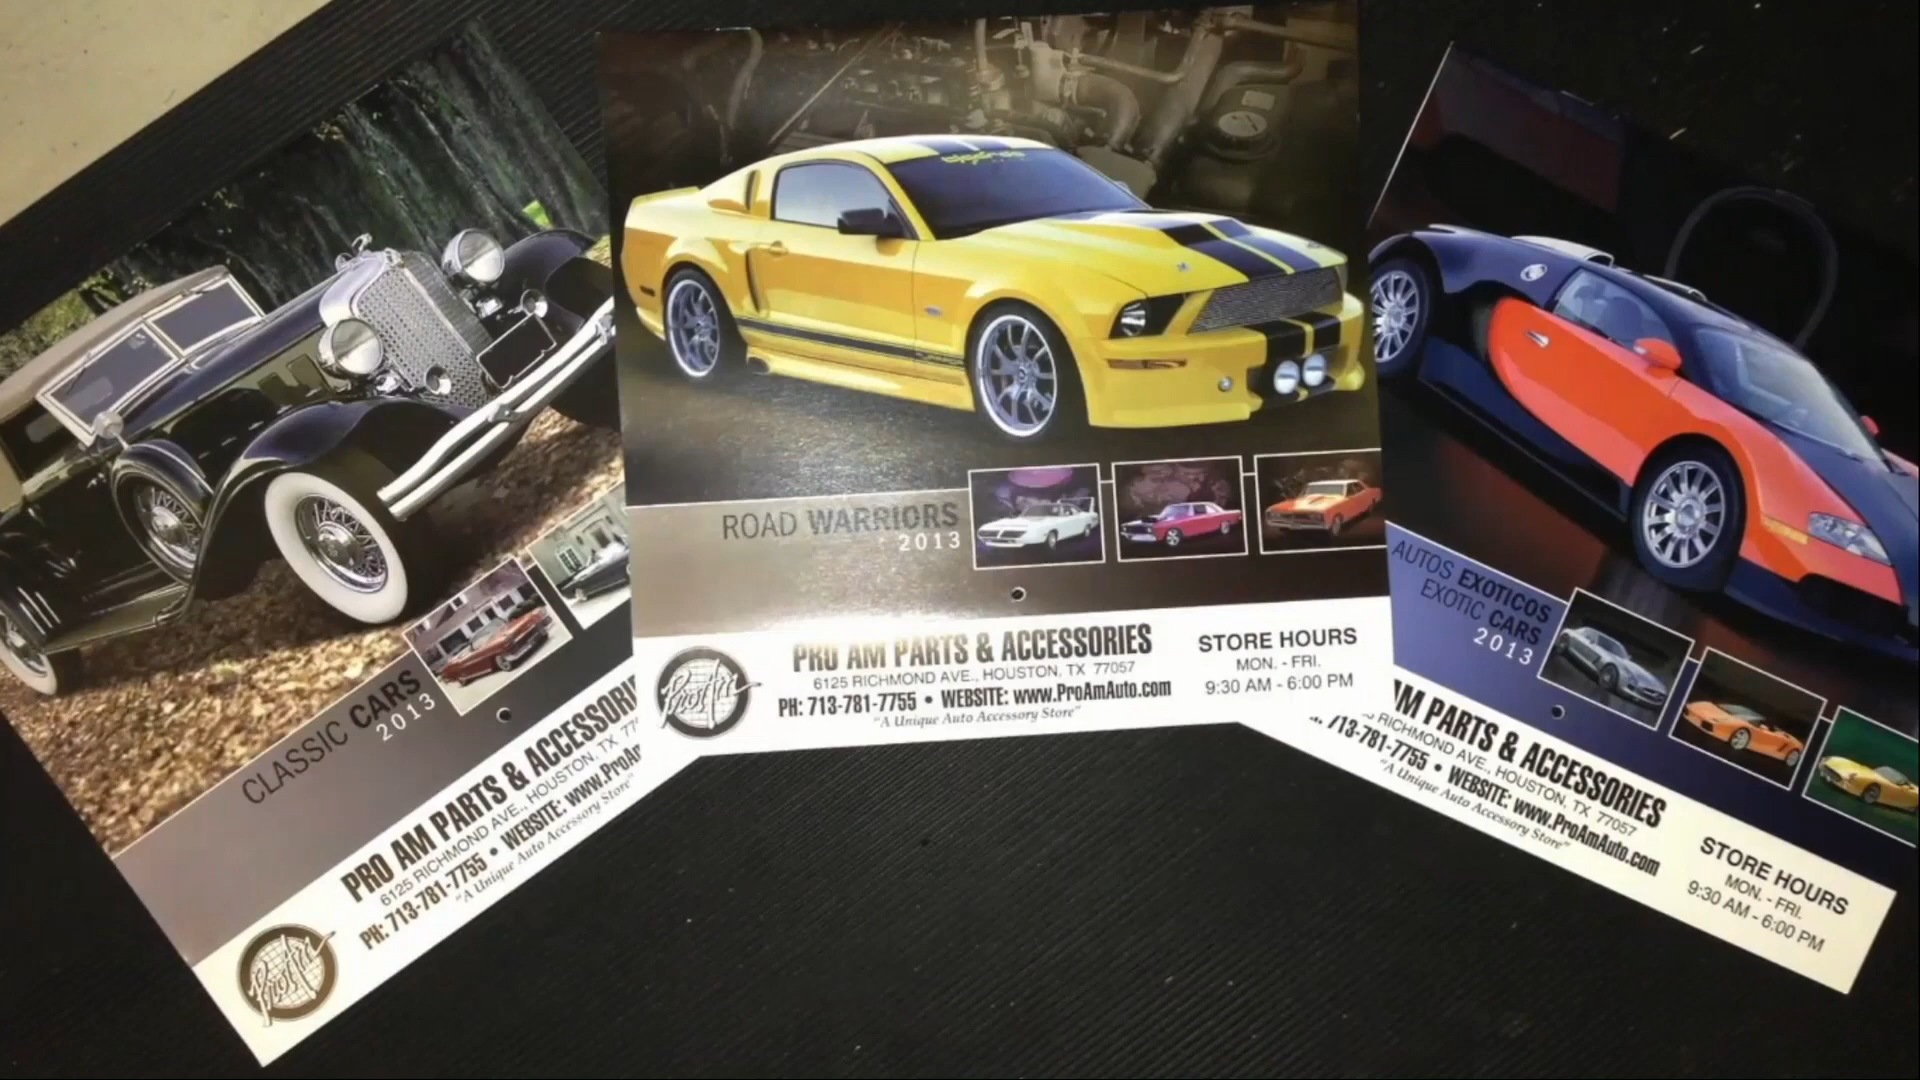 CLASSIC CARS
2013
PRO AM PARTS & ACCESSORI
6125 RICHMOND AVE., HOUSTON, TX 77
PH: 713-781-7755 • WEBSITE: www.ProA
"A Unique Auto Accessory Store"
ProAm
ROAD WARRIORS
2013
PRO AM PARTS & ACCESSORIES
6125 RICHMOND AVE., HOUSTON, TX 77057
PH: 713-781-7755 • WEBSITE: www.ProAmAuto.com
"A Unique Auto Accessory Store"
STORE HOURS
MON. - FRI.
9:30 AM - 6:00 PM
ProAm
AUTOS EXOTICOS
EXOTIC CARS
2013
AM PARTS & ACCESSORIES
RICHMOND AVE., HOUSTON, TX 77057
713-781-7755 • WEBSITE: www.ProAmAuto.com
"A Unique Auto Accessory Store"
STORE HOURS
MON. - FRI.
9:30 AM - 6:00 PM